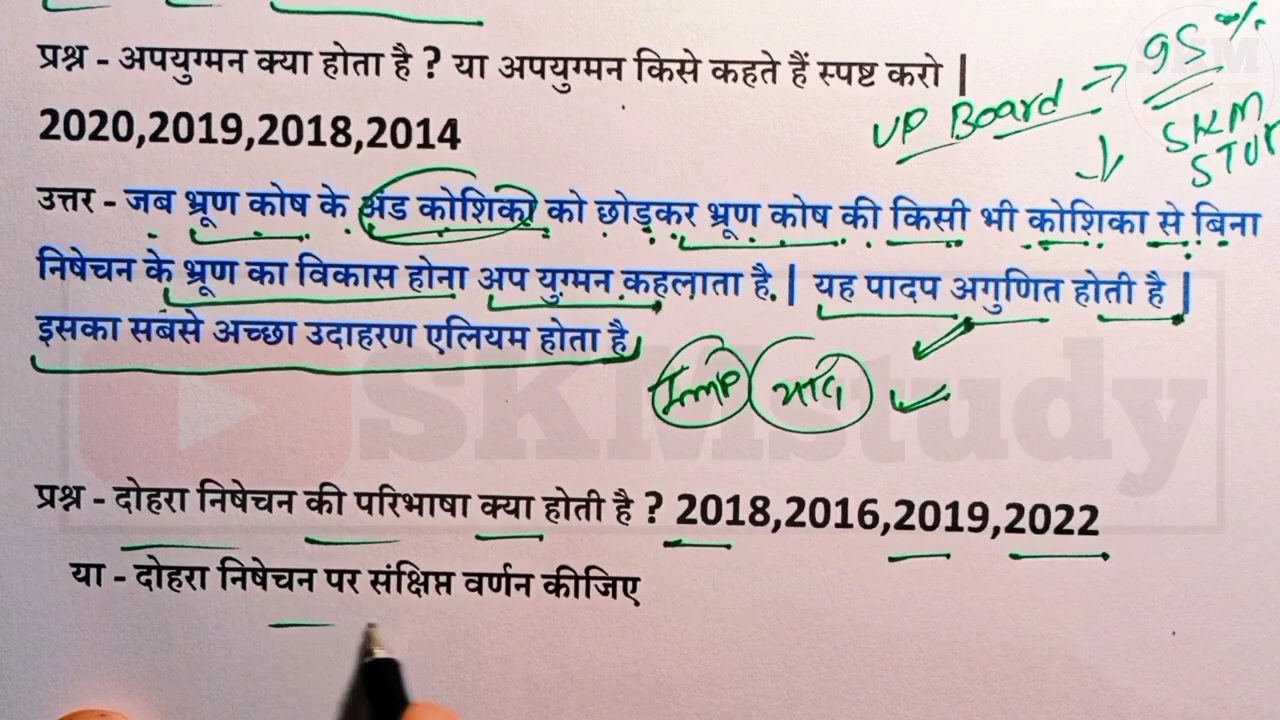 प्रश्न - अपयुग्मन क्या होता है ? या अपयुग्मन किसे कहते हैं स्पष्ट करो |
95 %
UP Board →
SKM
2020,2019,2018,2014
उत्तर - जब भ्रूण कोष के अंड कोशिका को छोड़कर भ्रूण कोष की किसी भी कोशिका से बिना
निषेचन के भ्रूण का विकास होना अप युग्मन कहलाता है. | यह पादप अगुणित होती है |
इसका सबसे अच्छा उदाहरण एलियम होता है
Imp
SKMstudy
प्रश्न - दोहरा निषेचन की परिभाषा क्या होती है ? 2018,2016,2019,2022
या - दोहरा निषेचन पर संक्षिप्त वर्णन कीजिए